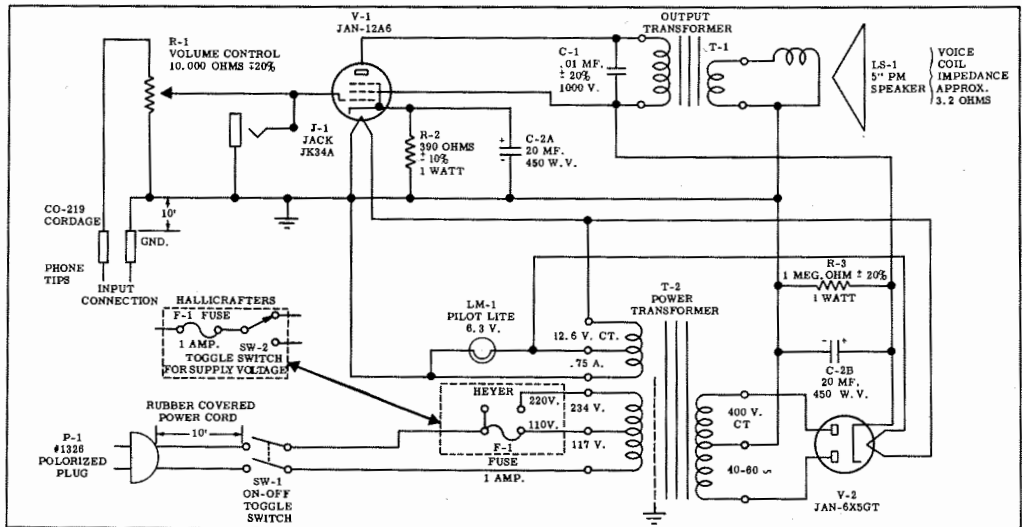 V-1
JAN-12A6
OUTPUT
TRANSFORMER
R-1
VOLUME CONTROL
10.000 OHMS ∓20%
C-1
.01 MF.
± 20%
1000 V.
T-1
LS-1
5" PM
SPEAKER
VOICE
COIL
IMPEDANCE
APPROX.
3.2 OHMS
J-1
JACK
JK34A
R-2
390 OHMS
± 10%
1 WATT
+
-
C-2A
20 MF.
450 W.V.
CO-219
CORDAGE
10'
GND.
PHONE
TIPS
INPUT
CONNECTION
HALLICRAFTERS
F-1 FUSE
1 AMP.
SW-2
TOGGLE SWITCH
FOR SUPPLY VOLTAGE
LM-1
PILOT LITE
6.3 V.
T-2
POWER
TRANSFORMER
12.6 V. CT.
.75 A.
R-3
1 MEG. OHM ± 20%
1 WATT
- +
C-2B
20 MF.
450 W.V.
HEYER
220V.
110V.
F-1
FUSE
1 AMP.
234 V.
117 V.
400 V.
CT
40-60 ~
RUBBER COVERED
POWER CORD
10'
P-1
#1326
POLORIZED
PLUG
SW-1
ON-OFF
TOGGLE
SWITCH
V-2
JAN-6X5GT